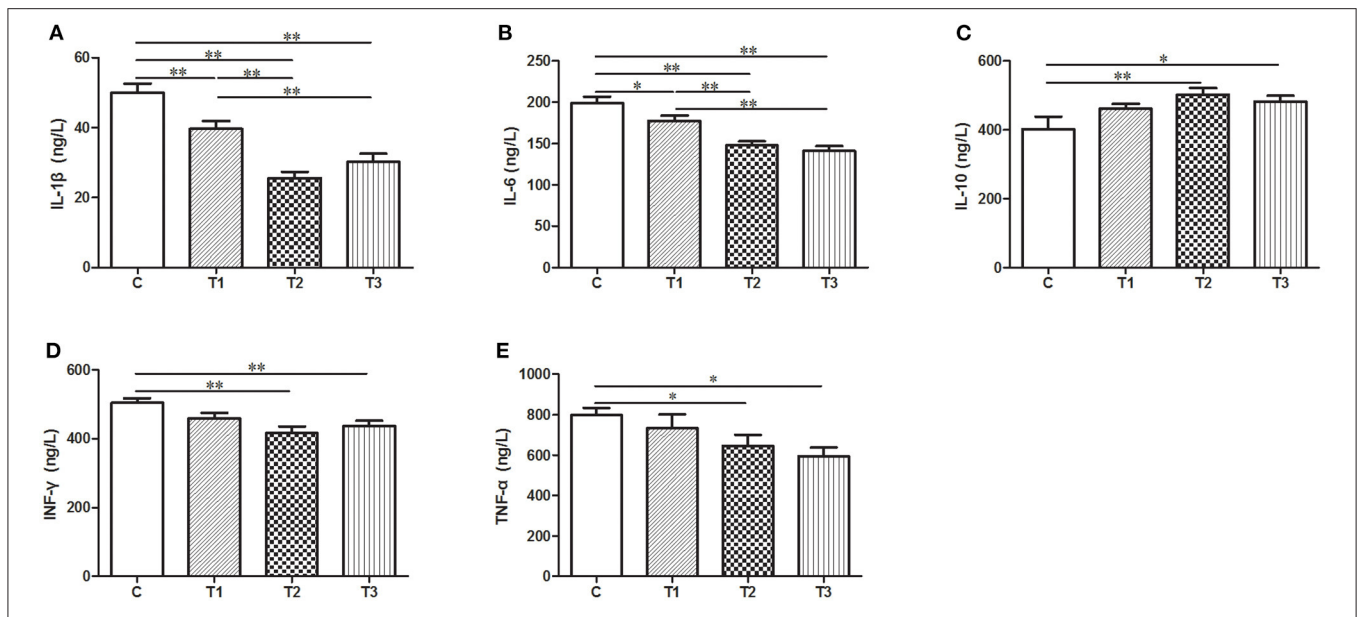 A
** 
**
** **
**
IL-1β (ng/L)
60
40
20
0
C T1 T2 T3
B
**
**
* **
**
IL-6 (ng/L)
250
200
150
100
50
0
C T1 T2 T3
C
*
**
IL-10 (ng/L)
600
400
200
0
C T1 T2 T3
D
**
**
INF-γ (ng/L)
600
400
200
0
C T1 T2 T3
E
*
*
TNF-α (ng/L)
1000
800
600
400
200
0
C T1 T2 T3